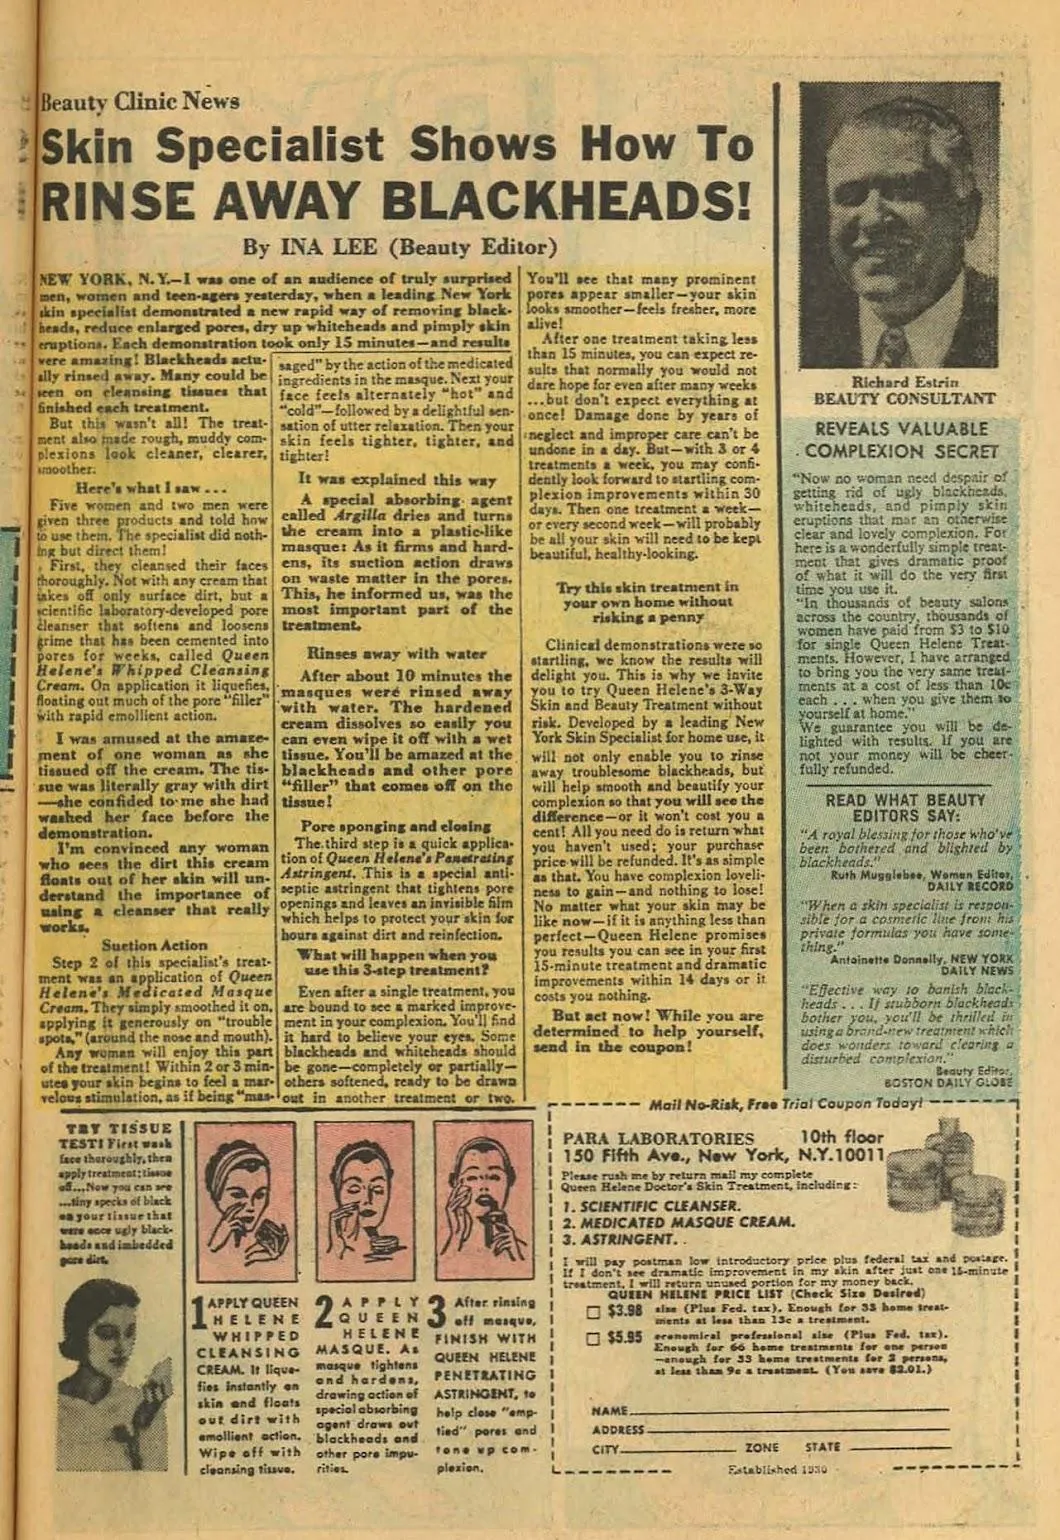 Beauty Clinic News
Skin Specialist Shows How To
RINSE AWAY BLACKHEADS!
By INA LEE (Beauty Editor)
NEW YORK, N.Y.—I was one of an audience of truly surprised
men, women and teen-agers yesterday, when a leading New York
skin specialist demonstrated a new rapid way of removing black-
heads, reduce enlarged pores, dry up whiteheads and pimply skin
eruptions. Each demonstration took only 15 minutes—and results
were amazing! Blackheads actu-
ally rinsed away. Many could be
seen on cleansing tissues that
finished each treatment.
But this wasn't all! The treat-
ment also made rough, muddy com-
plexions look cleaner, clearer,
smoother.
Here's what I saw . . .
Five women and two men were
given three products and told how
to use them. The specialist did noth-
ing but direct them!
First, they cleansed their faces
thoroughly. Not with any cream that
takes off only surface dirt, but a
scientific laboratory-developed pore
cleanser that softens and loosens
grime that has been cemented into
pores for weeks, called Queen
Helene's Whipped Cleansing
Cream. On application it liquefies,
floating out much of the pore "filler"
with rapid emollient action.
I was amused at the amaze-
ment of one woman as she
tissued off the cream. The tis-
sue was literally gray with dirt
—she confided to me she had
washed her face before the
demonstration.
I'm convinced any woman
who sees the dirt this cream
floats out of her skin will un-
derstand the importance of
using a cleanser that really
works.
Suction Action
Step 2 of this specialist's treat-
ment was an application of Queen
Helene's Medicated Masque
Cream. They simply smoothed it on,
applying it generously on "trouble
spots," (around the nose and mouth).
Any woman will enjoy this part
of the treatment! Within 2 or 3 min-
utes your skin begins to feel a mar-
velous stimulation, as if being "mas-
saged" by the action of the medicated
ingredients in the masque. Next your
face feels alternately "hot" and
"cold"—followed by a delightful sen-
sation of utter relaxation. Then your
skin feels tighter, tighter, and
tighter!
It was explained this way
A special absorbing agent
called Argilla dries and turns
the cream into a plastic-like
masque: As it firms and hard-
ens, its suction action draws
on waste matter in the pores.
This, he informed us, was the
most important part of the
treatment.
Rinses away with water
After about 10 minutes the
masques were rinsed away
with water. The hardened
cream dissolves so easily you
can even wipe it off with a wet
tissue. You'll be amazed at the
blackheads and other pore
"filler" that comes off on the
tissue!
Pore sponging and closing
The third step is a quick applica-
tion of Queen Helene's Penetrating
Astringent. This is a special anti-
septic astringent that tightens pore
openings and leaves an invisible film
which helps to protect your skin for
hours against dirt and reinfection.
What will happen when you
use this 3-step treatment?
Even after a single treatment, you
are bound to see a marked improve-
ment in your complexion. You'll find
it hard to believe your eyes. Some
blackheads and whiteheads should
be gone—completely or partially—
others softened, ready to be drawn
out in another treatment or two.
You'll see that many prominent
pores appear smaller—your skin
looks smoother—feels fresher, more
alive!
After one treatment taking less
than 15 minutes, you can expect re-
sults that normally you would not
dare hope for even after many weeks
...but don't expect everything at
once! Damage done by years of
neglect and improper care can't be
undone in a day. But—with 3 or 4
treatments a week, you may confi-
dently look forward to startling com-
plexion improvements within 30
days. Then one treatment a week—
or every second week—will probably
be all your skin will need to be kept
beautiful, healthy-looking.
Try this skin treatment in
your own home without
risking a penny
Clinical demonstrations were so
startling, we know the results will
delight you. This is why we invite
you to try Queen Helene's 3-Way
Skin and Beauty Treatment without
risk. Developed by a leading New
York Skin Specialist for home use, it
will not only enable you to rinse
away troublesome blackheads, but
will help smooth and beautify your
complexion so that you will see the
difference—or it won't cost you a
cent! All you need do is return what
you haven't used; your purchase
price will be refunded. It's as simple
as that. You have complexion loveli-
ness to gain—and nothing to lose!
No matter what your skin may be
like now—if it is anything less than
perfect—Queen Helene promises
you results you can see in your first
15-minute treatment and dramatic
improvements within 14 days or it
costs you nothing.
But act now! While you are
determined to help yourself,
send in the coupon!
Richard Estrin
BEAUTY CONSULTANT
REVEALS VALUABLE
COMPLEXION SECRET
"Now no woman need despair of
getting rid of ugly blackheads,
whiteheads, and pimply skin
eruptions that mar an otherwise
clear and lovely complexion. For
here is a wonderfully simple treat-
ment that gives dramatic proof
of what it will do the very first
time you use it.
"In thousands of beauty salons
across the country, thousands of
women have paid from $3 to $10
for single Queen Helene Treat-
ments. However, I have arranged
to bring you the very same treat-
ments at a cost of less than 10c
each . . . when you give them to
yourself at home."
We guarantee you will be de-
lighted with results. If you are
not your money will be cheer-
fully refunded.
READ WHAT BEAUTY
EDITORS SAY:
"A royal blessing for those who've
been bothered and blighted by
blackheads."
Ruth Mugglebee, Women Editor,
DAILY RECORD
"When a skin specialist is respon-
sible for a cosmetic line from his
private formulas you have some-
thing."
Antoinette Donnelly, NEW YORK
DAILY NEWS
"Effective way to banish black-
heads . . . If stubborn blackheads
bother you, you'll be thrilled in
using a brand-new treatment which
does wonders toward clearing a
disturbed complexion."
Beauty Editor,
BOSTON DAILY GLOBE
TRY TISSUE
TEST! First wash
face thoroughly, then
apply treatment; tissue
off...Now you can see
...tiny specks of black
on your tissue that
were once ugly black-
heads and imbedded
pore dirt.
1 APPLY QUEEN
HELENE
WHIPPED
CLEANSING
CREAM. It lique-
fies instantly on
skin and floats
out dirt with
emollient action.
Wipe off with
cleansing tissue.
2 APPLY
QUEEN
HELENE
MASQUE. As
masque tightens
and hardens,
drawing action of
special absorbing
agent draws out
blackheads and
other pore impu-
rities.
3 After rinsing
off masque,
FINISH WITH
QUEEN HELENE
PENETRATING
ASTRINGENT, to
help close "emp-
tied" pores and
tone up com-
plexion.
Mail No-Risk, Free Trial Coupon Today!
PARA LABORATORIES 10th floor
150 Fifth Ave., New York, N.Y.10011
Please rush me by return mail my complete
Queen Helene Doctor's Skin Treatment, including:
1. SCIENTIFIC CLEANSER.
2. MEDICATED MASQUE CREAM.
3. ASTRINGENT.
I will pay postman low introductory price plus federal tax and postage.
If I don't see dramatic improvement in my skin after just one 15-minute
treatment, I will return unused portion for my money back.
QUEEN HELENE PRICE LIST (Check Size Desired)
$3.98 size (Plus Fed. tax). Enough for 33 home treat-
ments at less than 13c a treatment.
$5.95 economical professional size (Plus Fed. tax).
Enough for 66 home treatments for one person
—enough for 33 home treatments for 2 persons,
at less than 9c a treatment. (You save $2.01.)
NAME
ADDRESS
CITY ZONE STATE
Established 1930